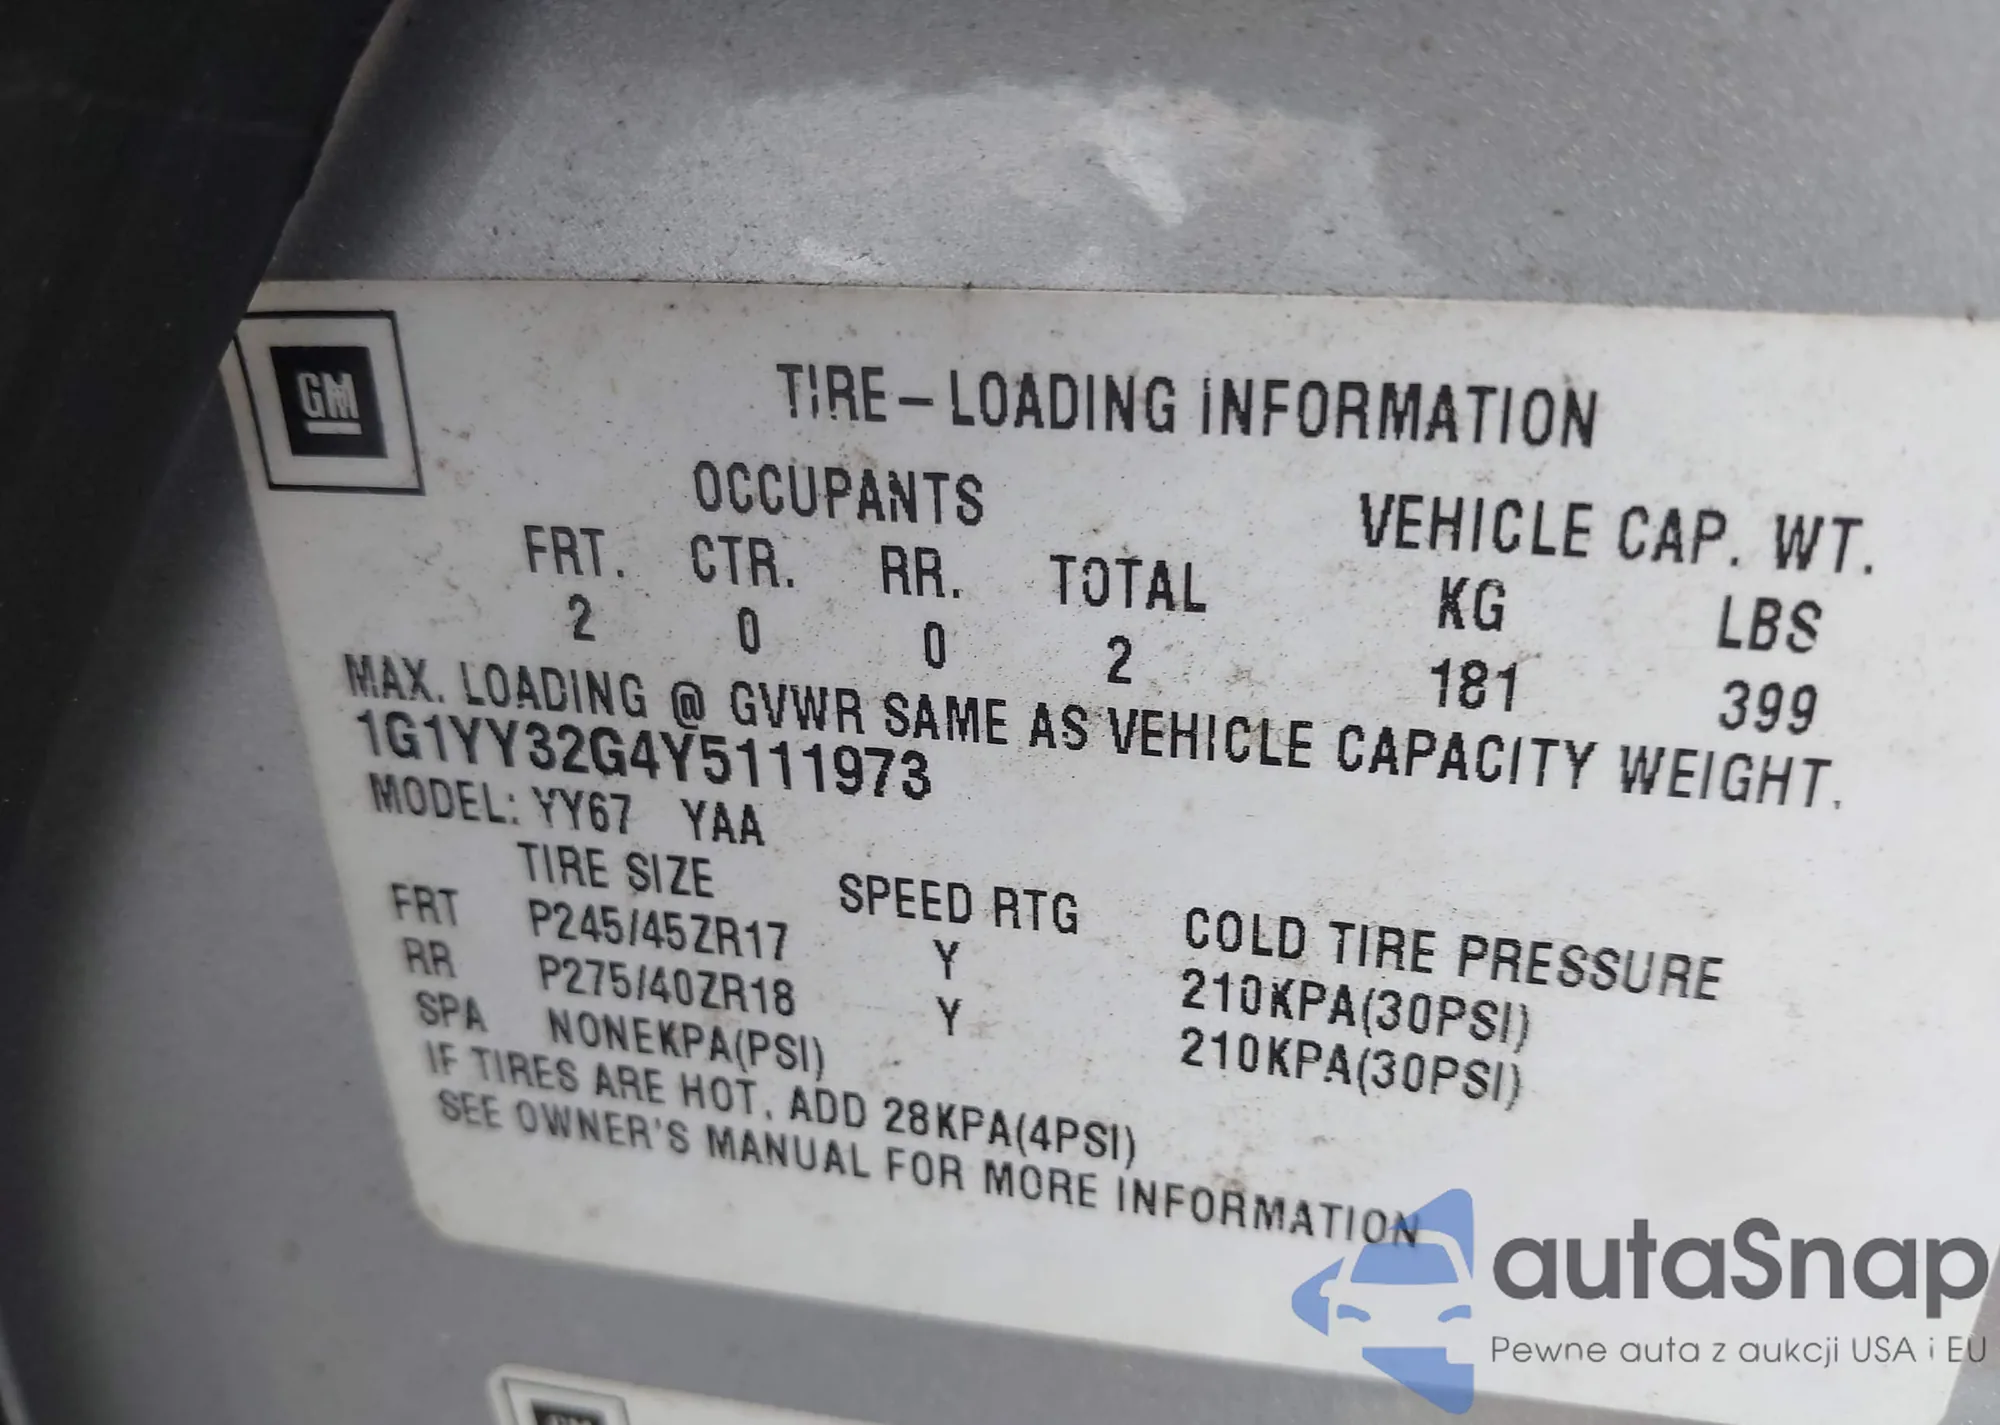 GM
TIRE-LOADING INFORMATION
OCCUPANTS VEHICLE CAP. WT.
FRT. CTR. RR. TOTAL KG LBS
2 0 0 2 181 399
MAX. LOADING @ GVWR SAME AS VEHICLE CAPACITY WEIGHT.
1G1YY32G4Y5111973
MODEL: YY67 YAA
TIRE SIZE SPEED RTG COLD TIRE PRESSURE
FRT P245/45ZR17 Y 210KPA(30PSI)
RR P275/40ZR18 Y 210KPA(30PSI)
SPA NONEKPA(PSI)
IF TIRES ARE HOT, ADD 28KPA(4PSI)
SEE OWNER'S MANUAL FOR MORE INFORMATION
autaSnap
Pewne auta z aukcji USA i EU
GM